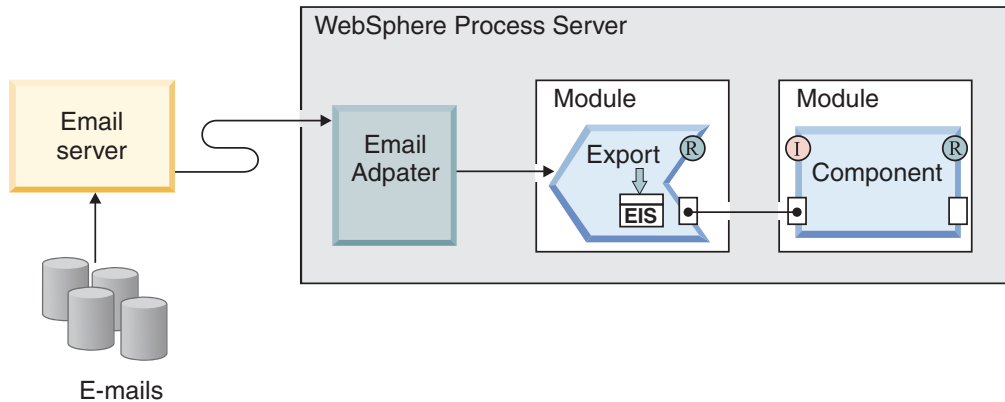 WebSphere Process Server
Email
server
Email
Adpater
Module
Export
R
EIS
Module
I
R
Component
E-mails